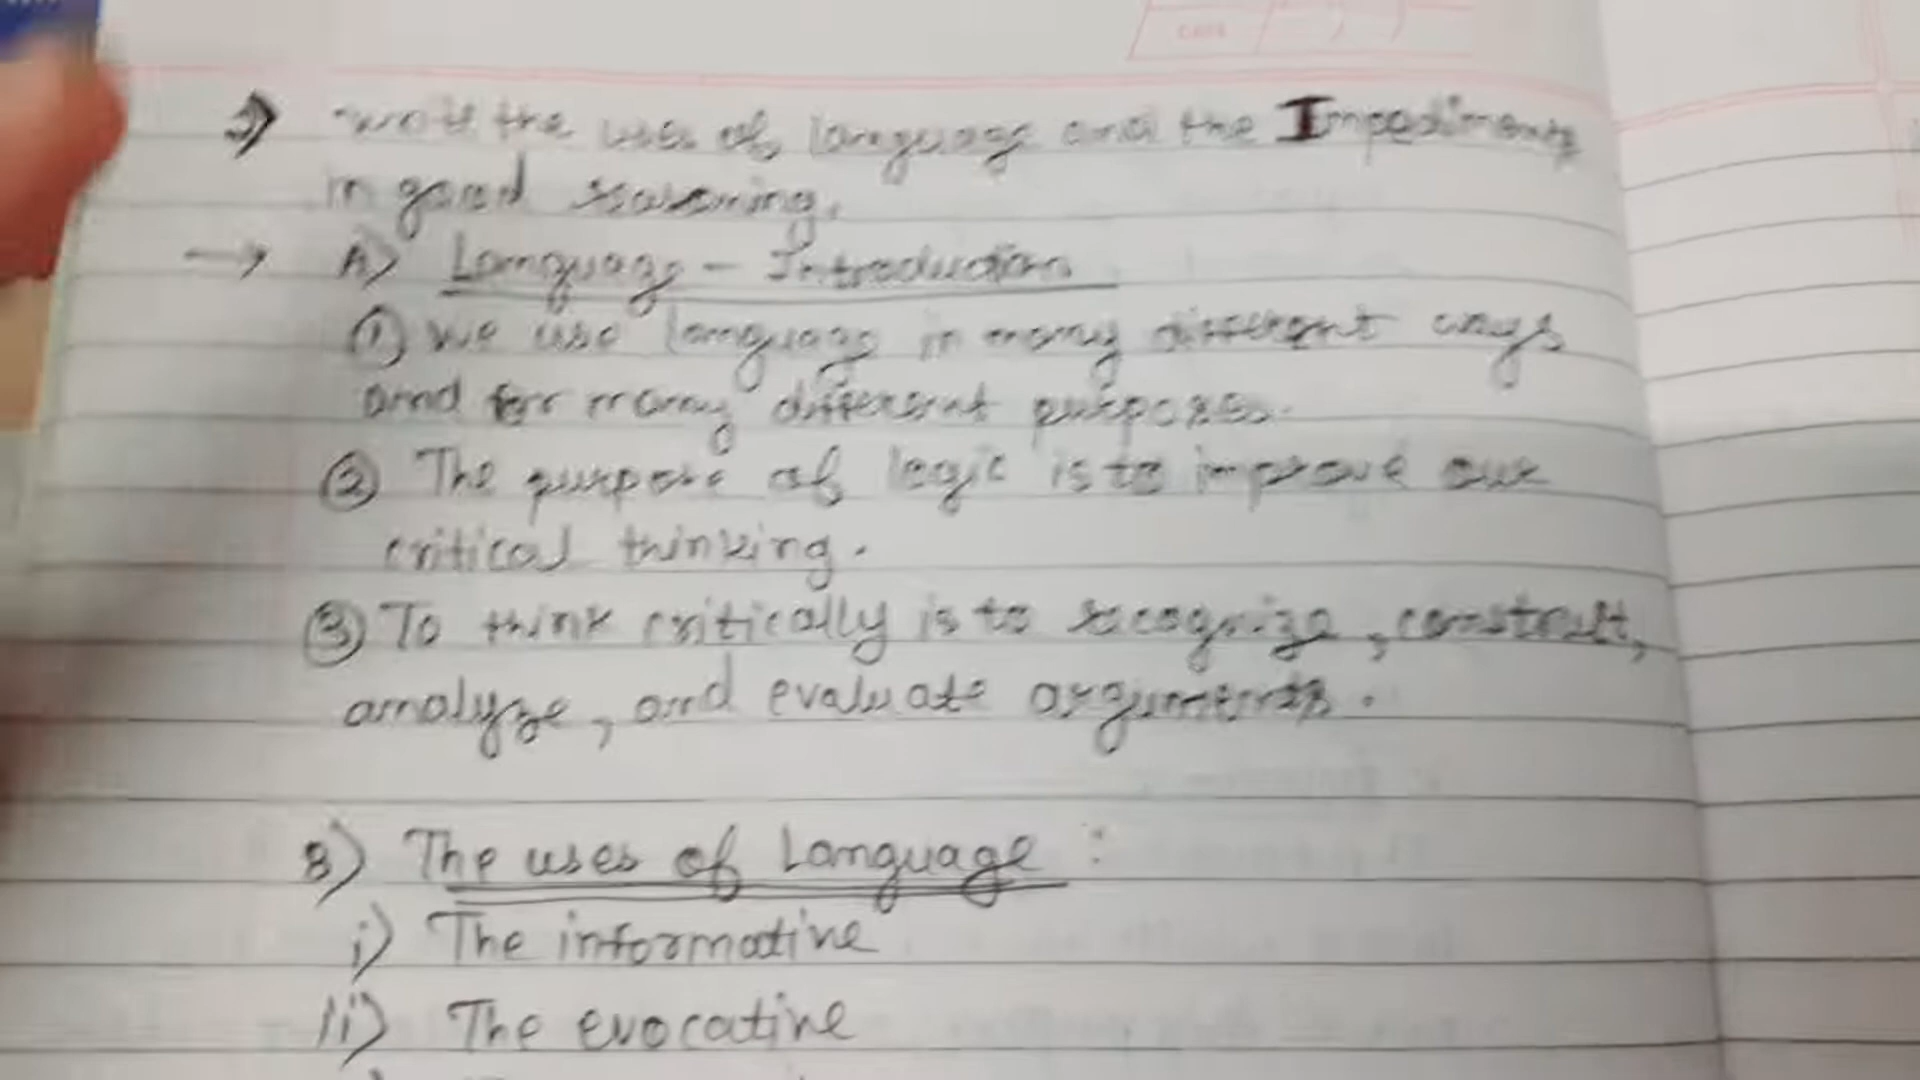 DATE
Write the uses of language and the Impediments
in good reasoning.
→ A) Language - Introduction
① We use language in many different ways
and for many different purposes.
② The purpose of logic is to improve our
critical thinking.
③ To think critically is to recognize, construct,
analyze, and evaluate arguments.
B) The uses of Language :
i) The informative
ii) The evocative